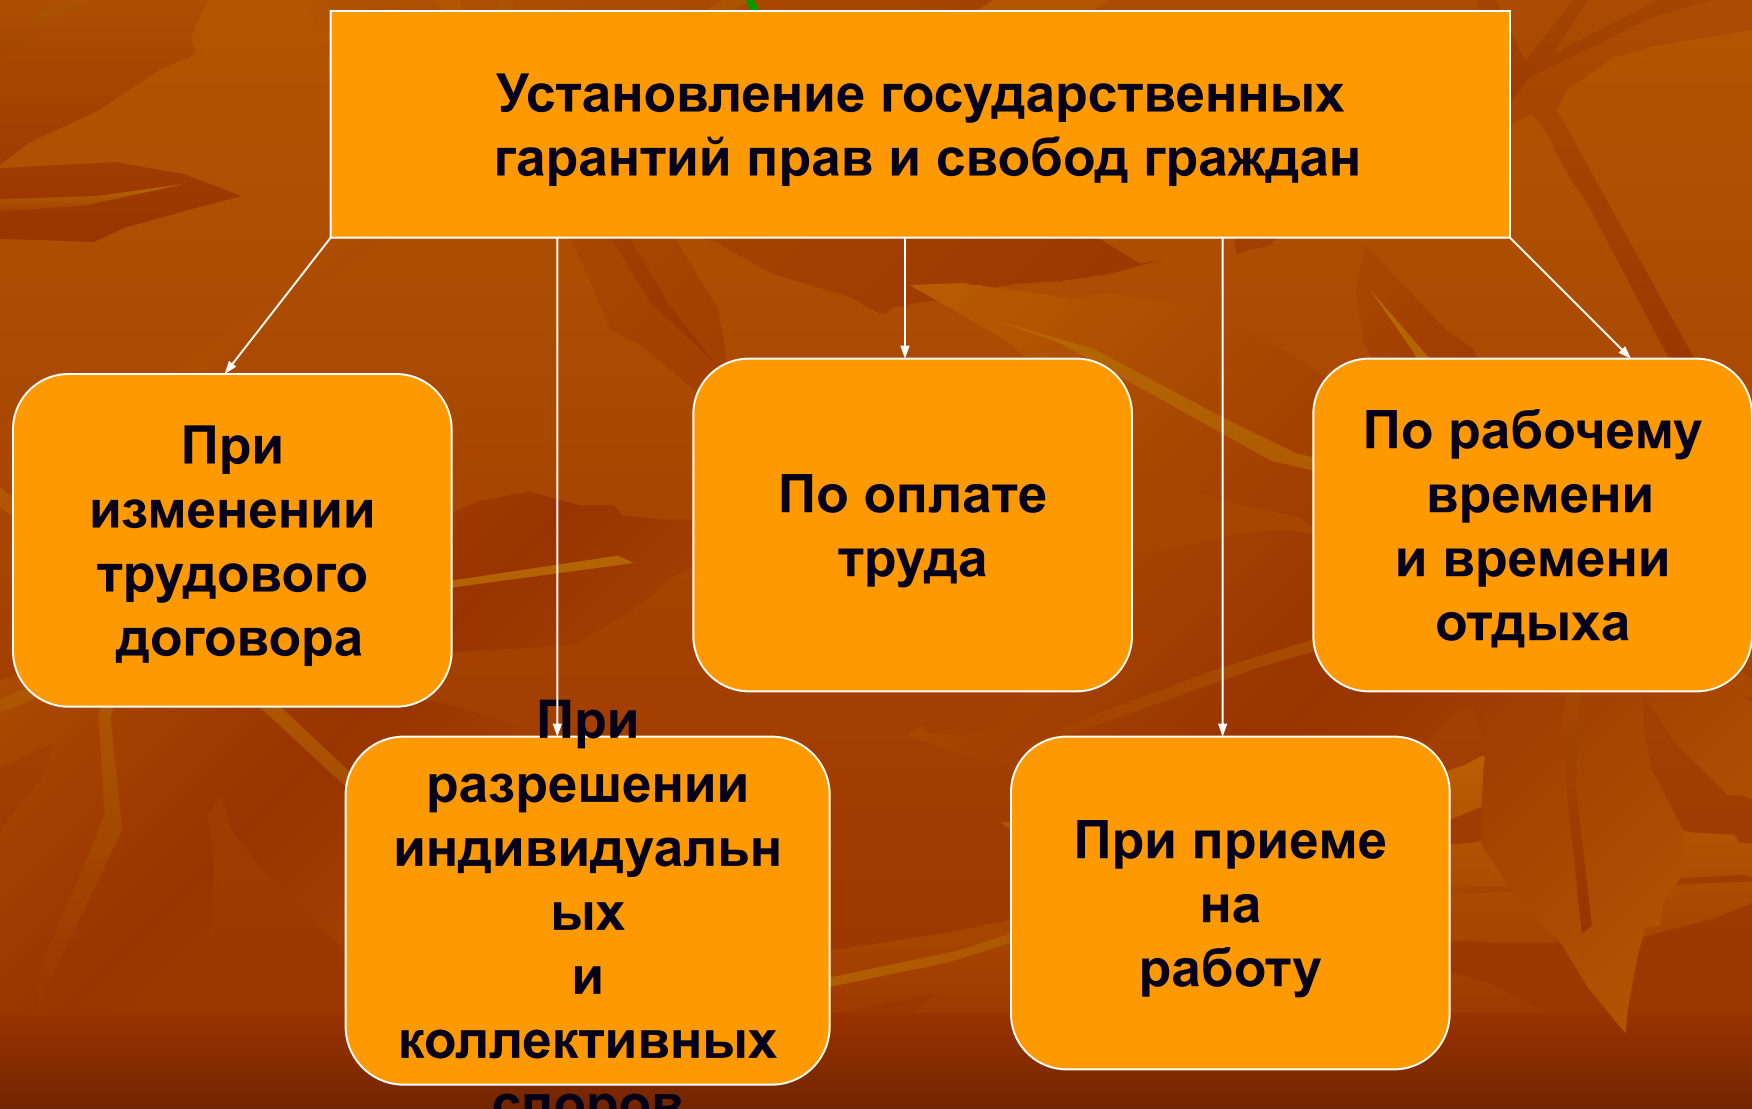 Установление государственных
гарантий прав и свобод граждан
При
изменении
трудового
договора
По оплате
труда
По рабочему
времени
и времени
отдыха
При
разрешении
индивидуальн
ых
и
коллективных
споров
При приеме
на
работу